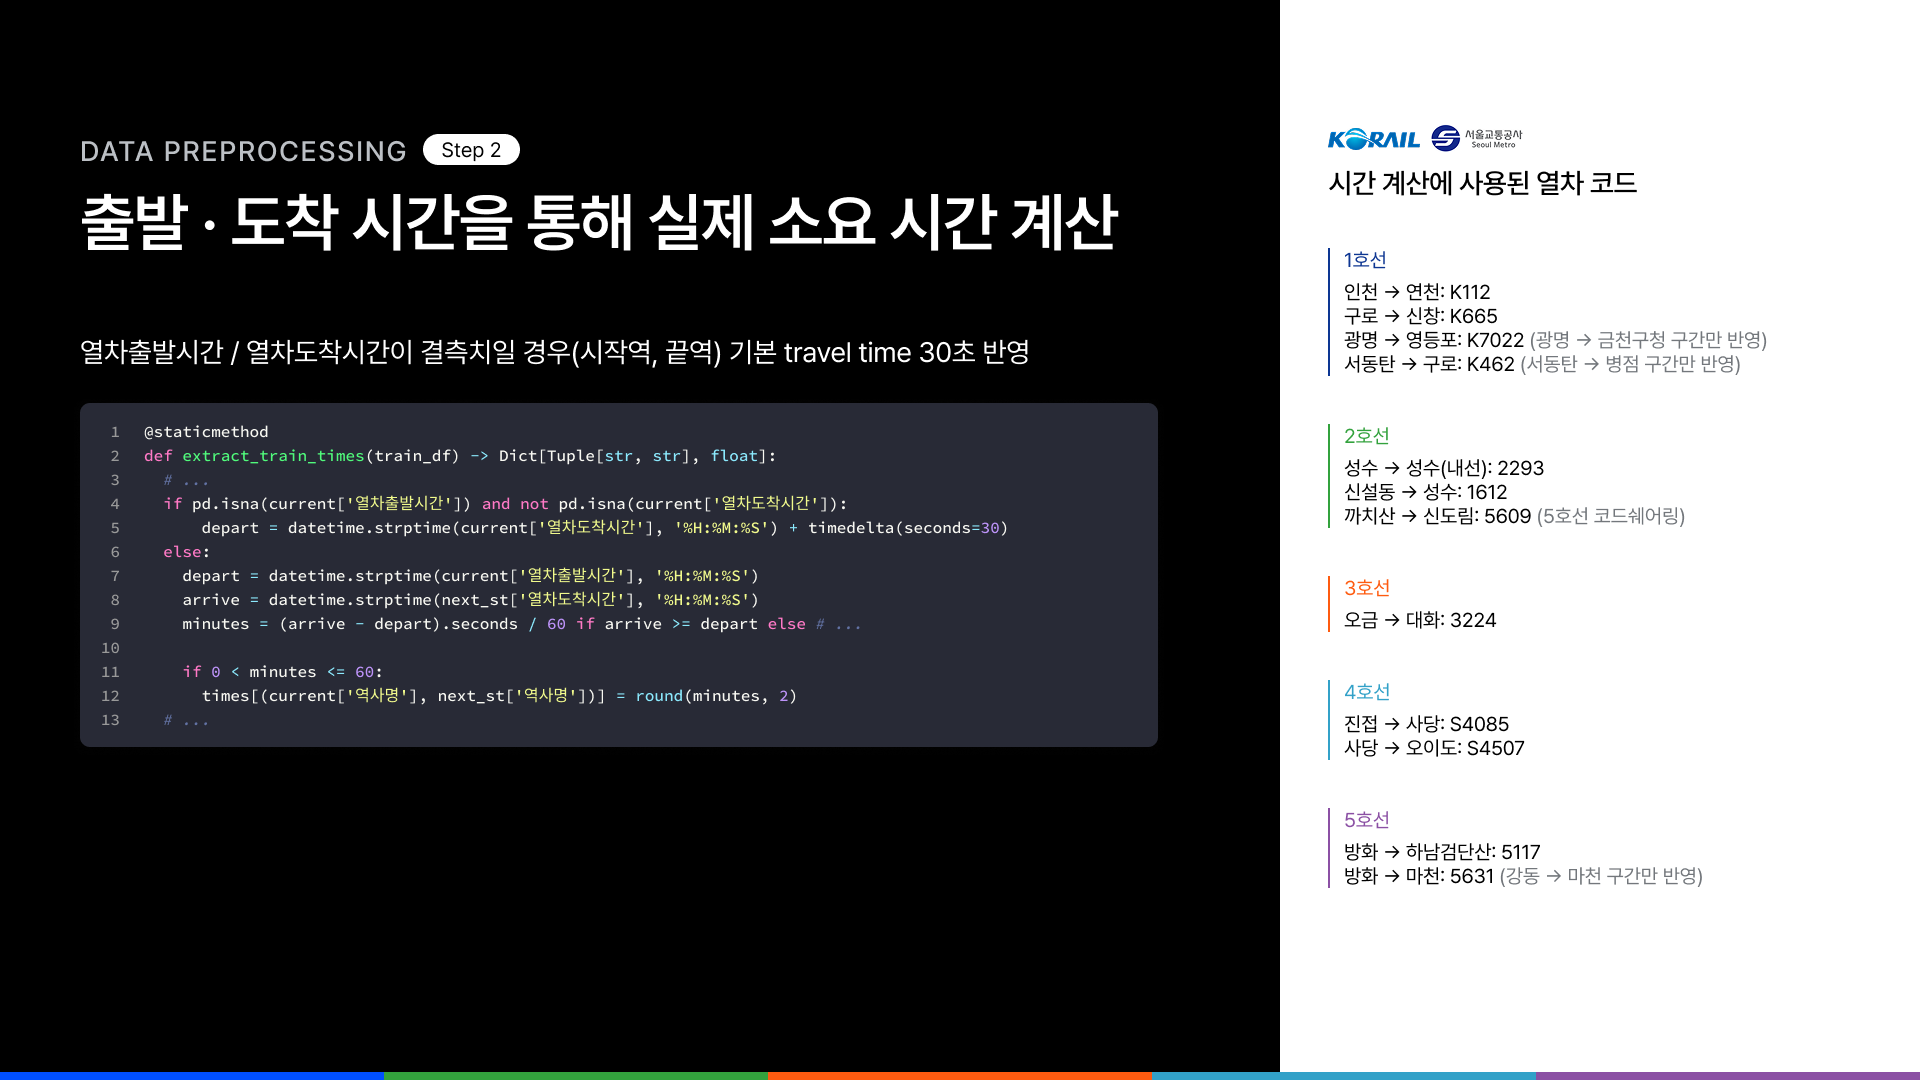 DATA PREPROCESSING Step 2
출발 · 도착 시간을 통해 실제 소요 시간 계산
열차출발시간 / 열차도착시간이 결측치일 경우(시작역, 끝역) 기본 travel time 30초 반영
1 @staticmethod
2 def extract_train_times(train_df) -> Dict[Tuple[str, str], float]:
3 # ...
4 if pd.isna(current['열차출발시간']) and not pd.isna(current['열차도착시간']):
5 depart = datetime.strptime(current['열차도착시간'], '%H:%M:%S') + timedelta(seconds=30)
6 else:
7 depart = datetime.strptime(current['열차출발시간'], '%H:%M:%S')
8 arrive = datetime.strptime(next_st['열차도착시간'], '%H:%M:%S')
9 minutes = (arrive - depart).seconds / 60 if arrive >= depart else # ...
10
11 if 0 < minutes <= 60:
12 times[(current['역사명'], next_st['역사명'])] = round(minutes, 2)
13 # ...
KORAIL 서울교통공사
Seoul Metro
시간 계산에 사용된 열차 코드
1호선
인천 → 연천: K112
구로 → 신창: K665
광명 → 영등포: K7022 (광명 → 금천구청 구간만 반영)
서동탄 → 구로: K462 (서동탄 → 병점 구간만 반영)
2호선
성수 → 성수(내선): 2293
신설동 → 성수: 1612
까치산 → 신도림: 5609 (5호선 코드쉐어링)
3호선
오금 → 대화: 3224
4호선
진접 → 사당: S4085
사당 → 오이도: S4507
5호선
방화 → 하남검단산: 5117
방화 → 마천: 5631 (강동 → 마천 구간만 반영)